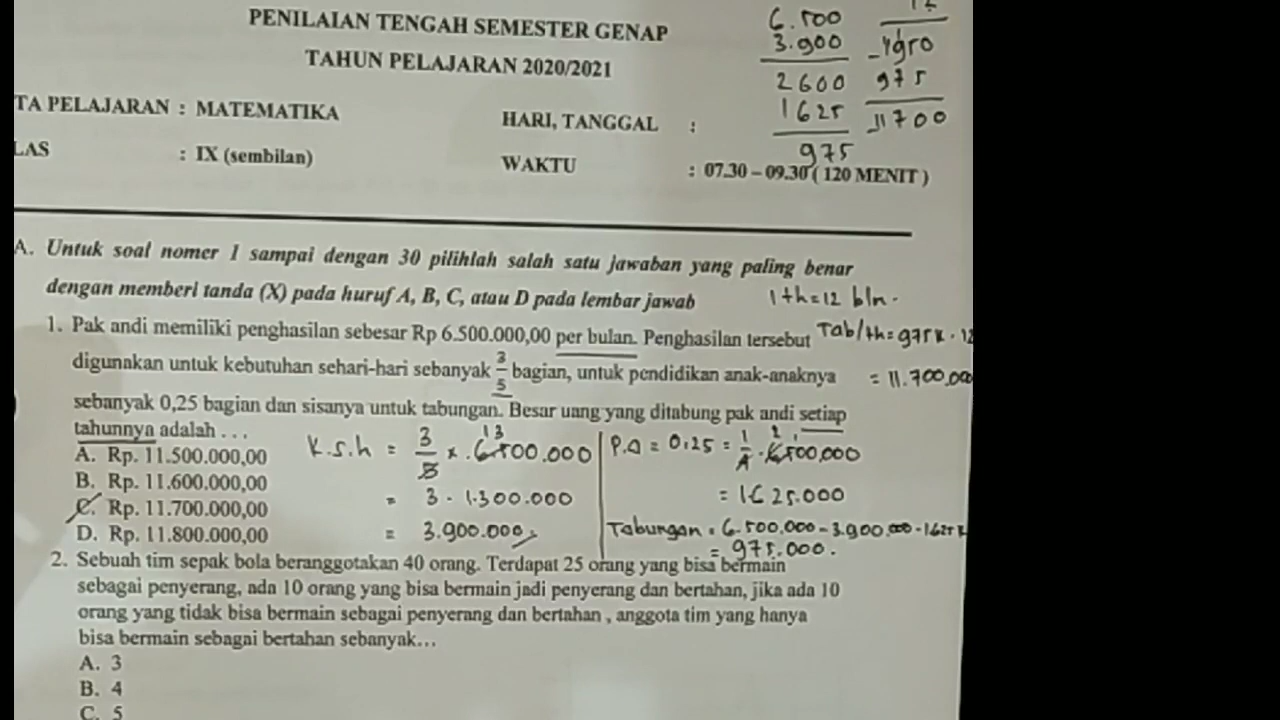 PENILAIAN TENGAH SEMESTER GENAP
TAHUN PELAJARAN 2020/2021
TA PELAJARAN : MATEMATIKA
HARI, TANGGAL :
LAS : IX (sembilan)
WAKTU : 07.30 – 09.30 ( 120 MENIT )
6.500
3.900
2600
1625
975
12
1950
975
11700
A. Untuk soal nomer 1 sampai dengan 30 pilihlah salah satu jawaban yang paling benar
dengan memberi tanda (X) pada huruf A, B, C, atau D pada lembar jawab
1 th = 12 bln.
1. Pak andi memiliki penghasilan sebesar Rp 6.500.000,00 per bulan. Penghasilan tersebut
Tab/th = 975 k . 12
digunakan untuk kebutuhan sehari-hari sebanyak 3/5 bagian, untuk pendidikan anak-anaknya
= 11.700.000
sebanyak 0,25 bagian dan sisanya untuk tabungan. Besar uang yang ditabung pak andi setiap
tahunnya adalah . . .
A. Rp. 11.500.000,00
B. Rp. 11.600.000,00
C. Rp. 11.700.000,00
D. Rp. 11.800.000,00
K.s.h = 3/5 x 6.500.000
13
= 3 . 1.300.000
= 3.900.000
P.A = 0,25 = 1/4 . 6.500.000
= 1.625.000
Tabungan = 6.500.000 – 3.900.000 – 1625 k
= 975.000.
2. Sebuah tim sepak bola beranggotakan 40 orang. Terdapat 25 orang yang bisa bermain
sebagai penyerang, ada 10 orang yang bisa bermain jadi penyerang dan bertahan, jika ada 10
orang yang tidak bisa bermain sebagai penyerang dan bertahan , anggota tim yang hanya
bisa bermain sebagai bertahan sebanyak…
A. 3
B. 4
C. 5